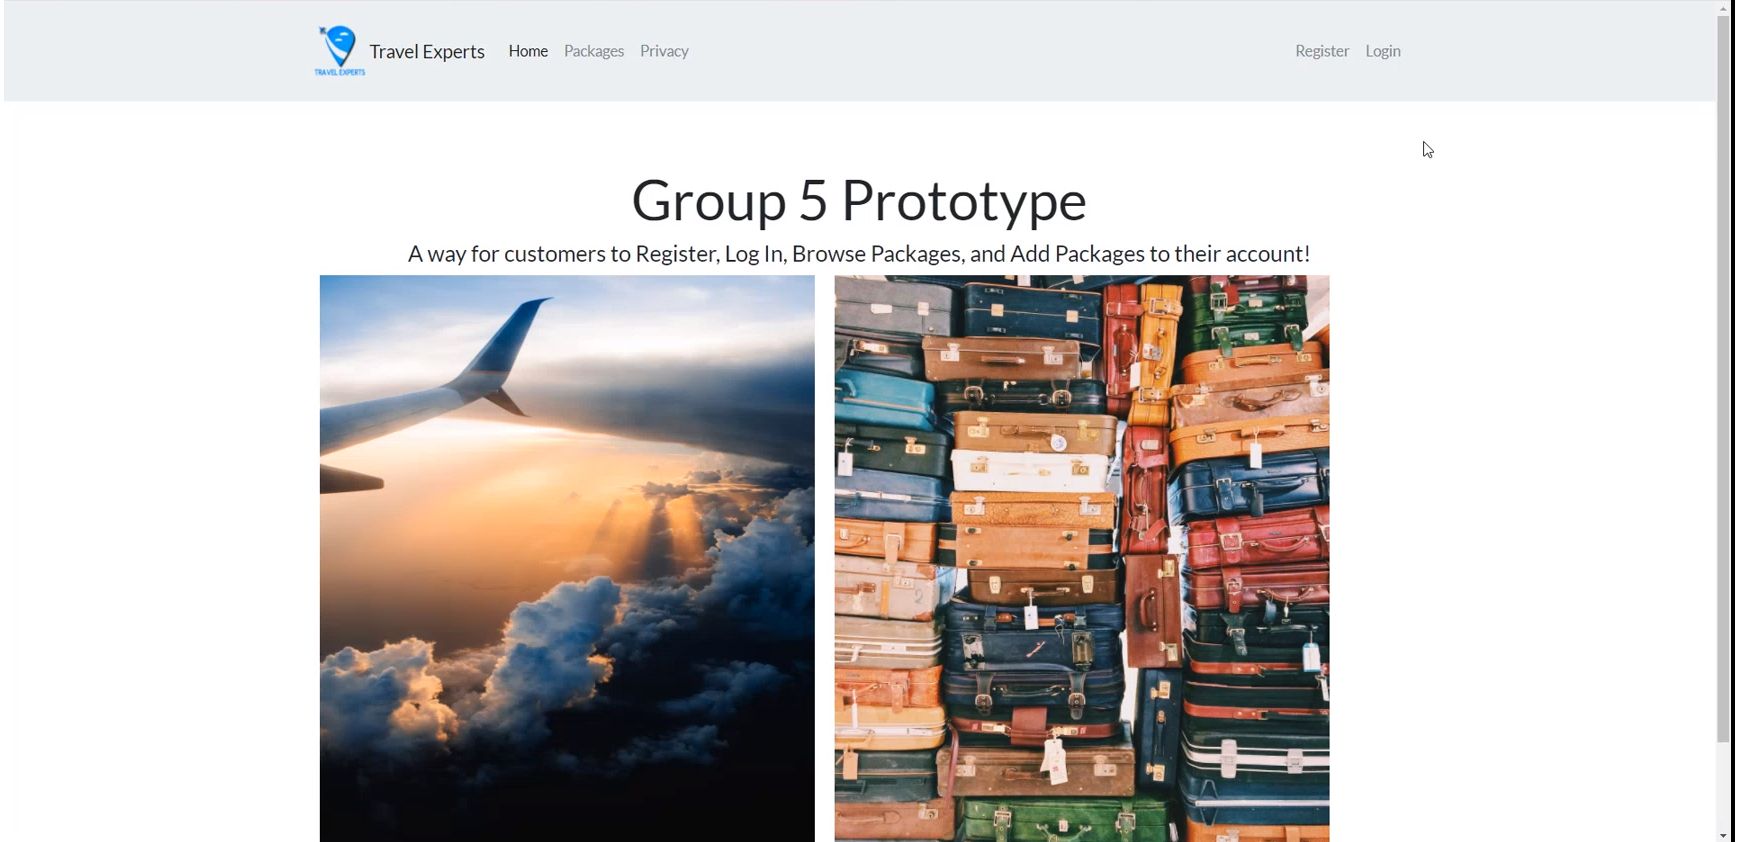 TRAVEL EXPERTS
Travel Experts Home Packages Privacy Register Login
Group 5 Prototype
A way for customers to Register, Log In, Browse Packages, and Add Packages to their account!